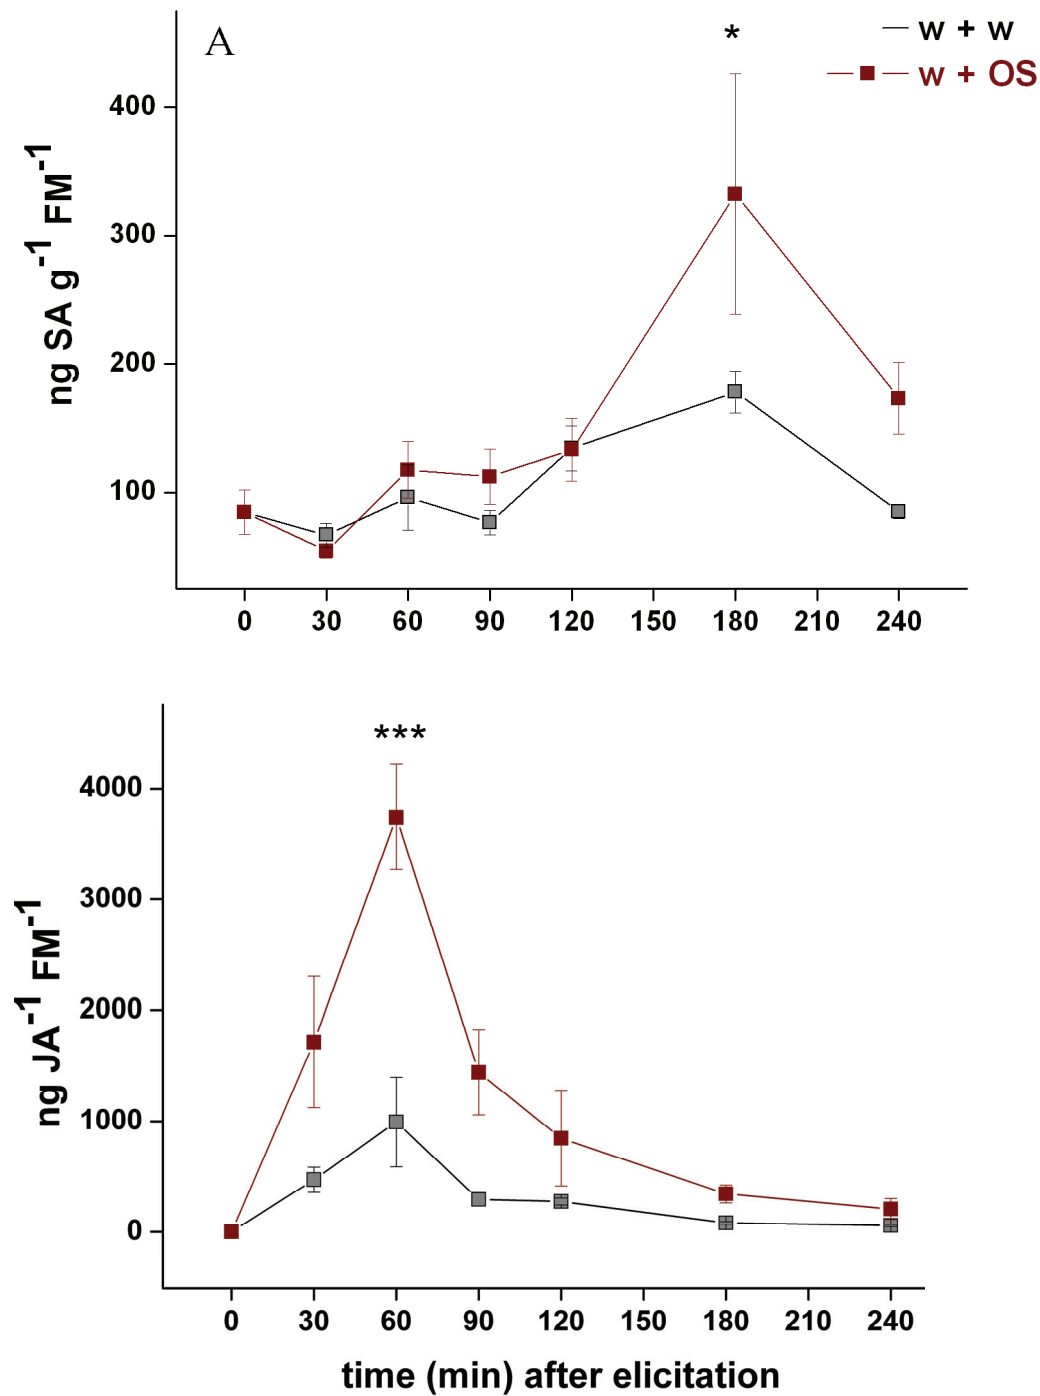 A
*
w + w
w + OS
ng SA g⁻¹ FM⁻¹
400
300
200
100
0 30 60 90 120 150 180 210 240
***
ng JA⁻¹ FM⁻¹
4000
3000
2000
1000
0
0 30 60 90 120 150 180 210 240
time (min) after elicitation